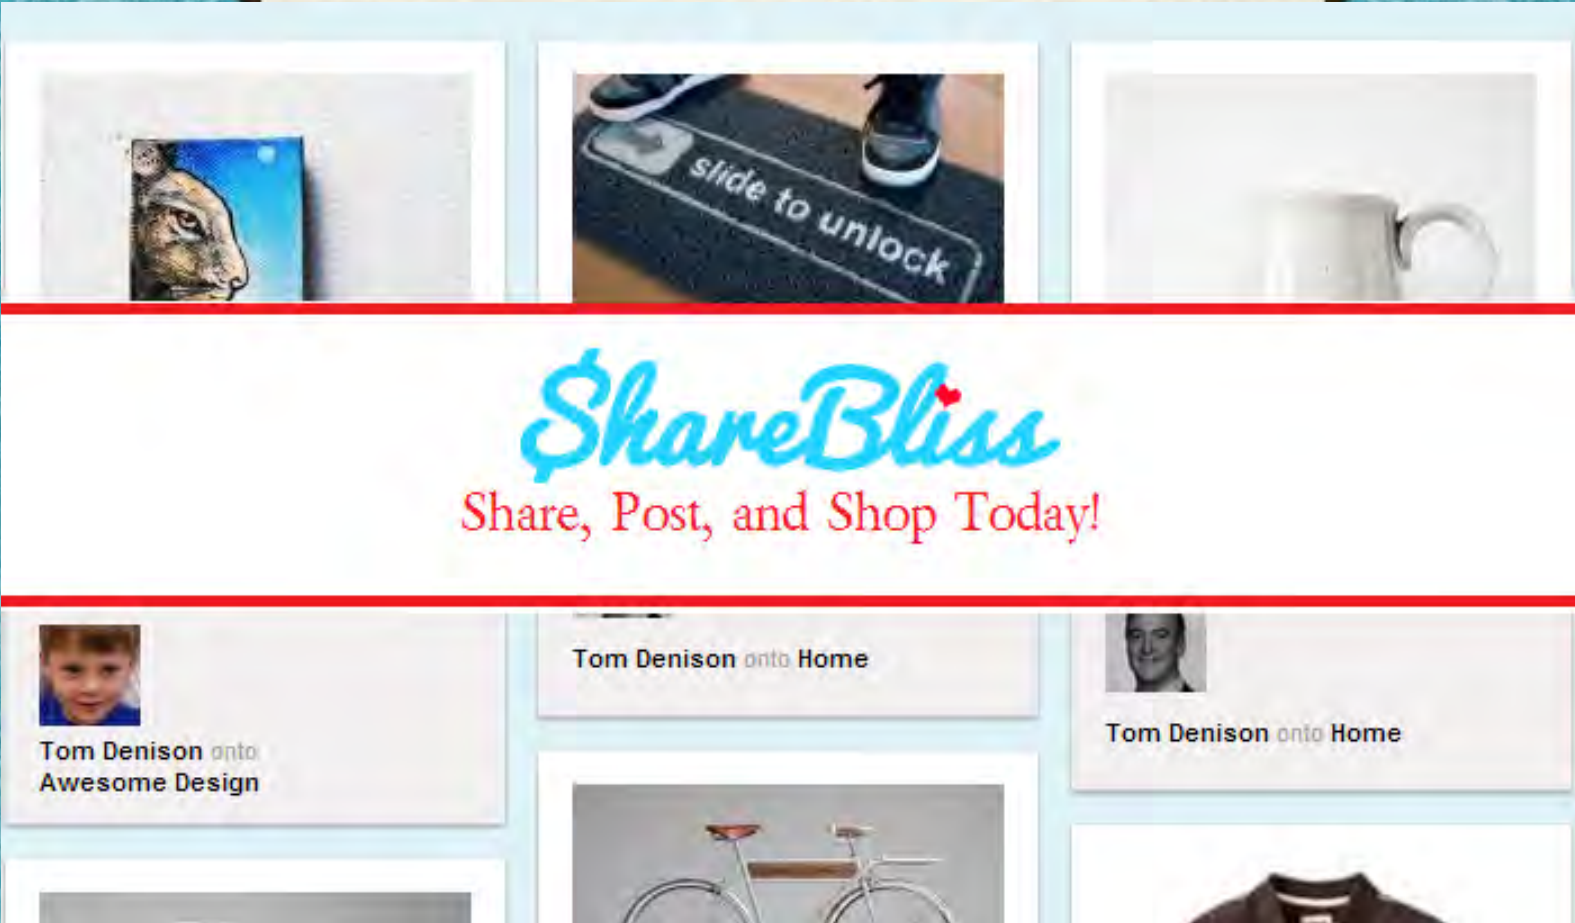 slide to unlock
ShareBliss
Share, Post, and Shop Today!
Tom Denison onto Home
Tom Denison onto
Awesome Design
Tom Denison onto Home